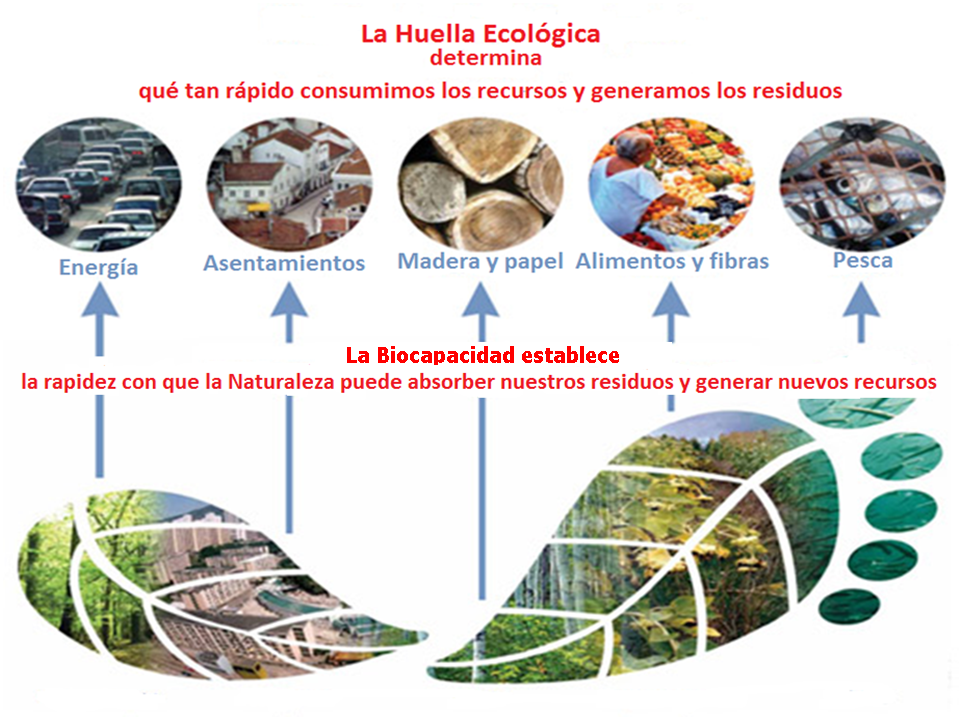 La Huella Ecológica
determina
qué tan rápido consumimos los recursos y generamos los residuos
Energía
Asentamientos
Madera y papel
Alimentos y fibras
Pesca
La Biocapacidad establece
la rapidez con que la Naturaleza puede absorber nuestros residuos y generar nuevos recursos